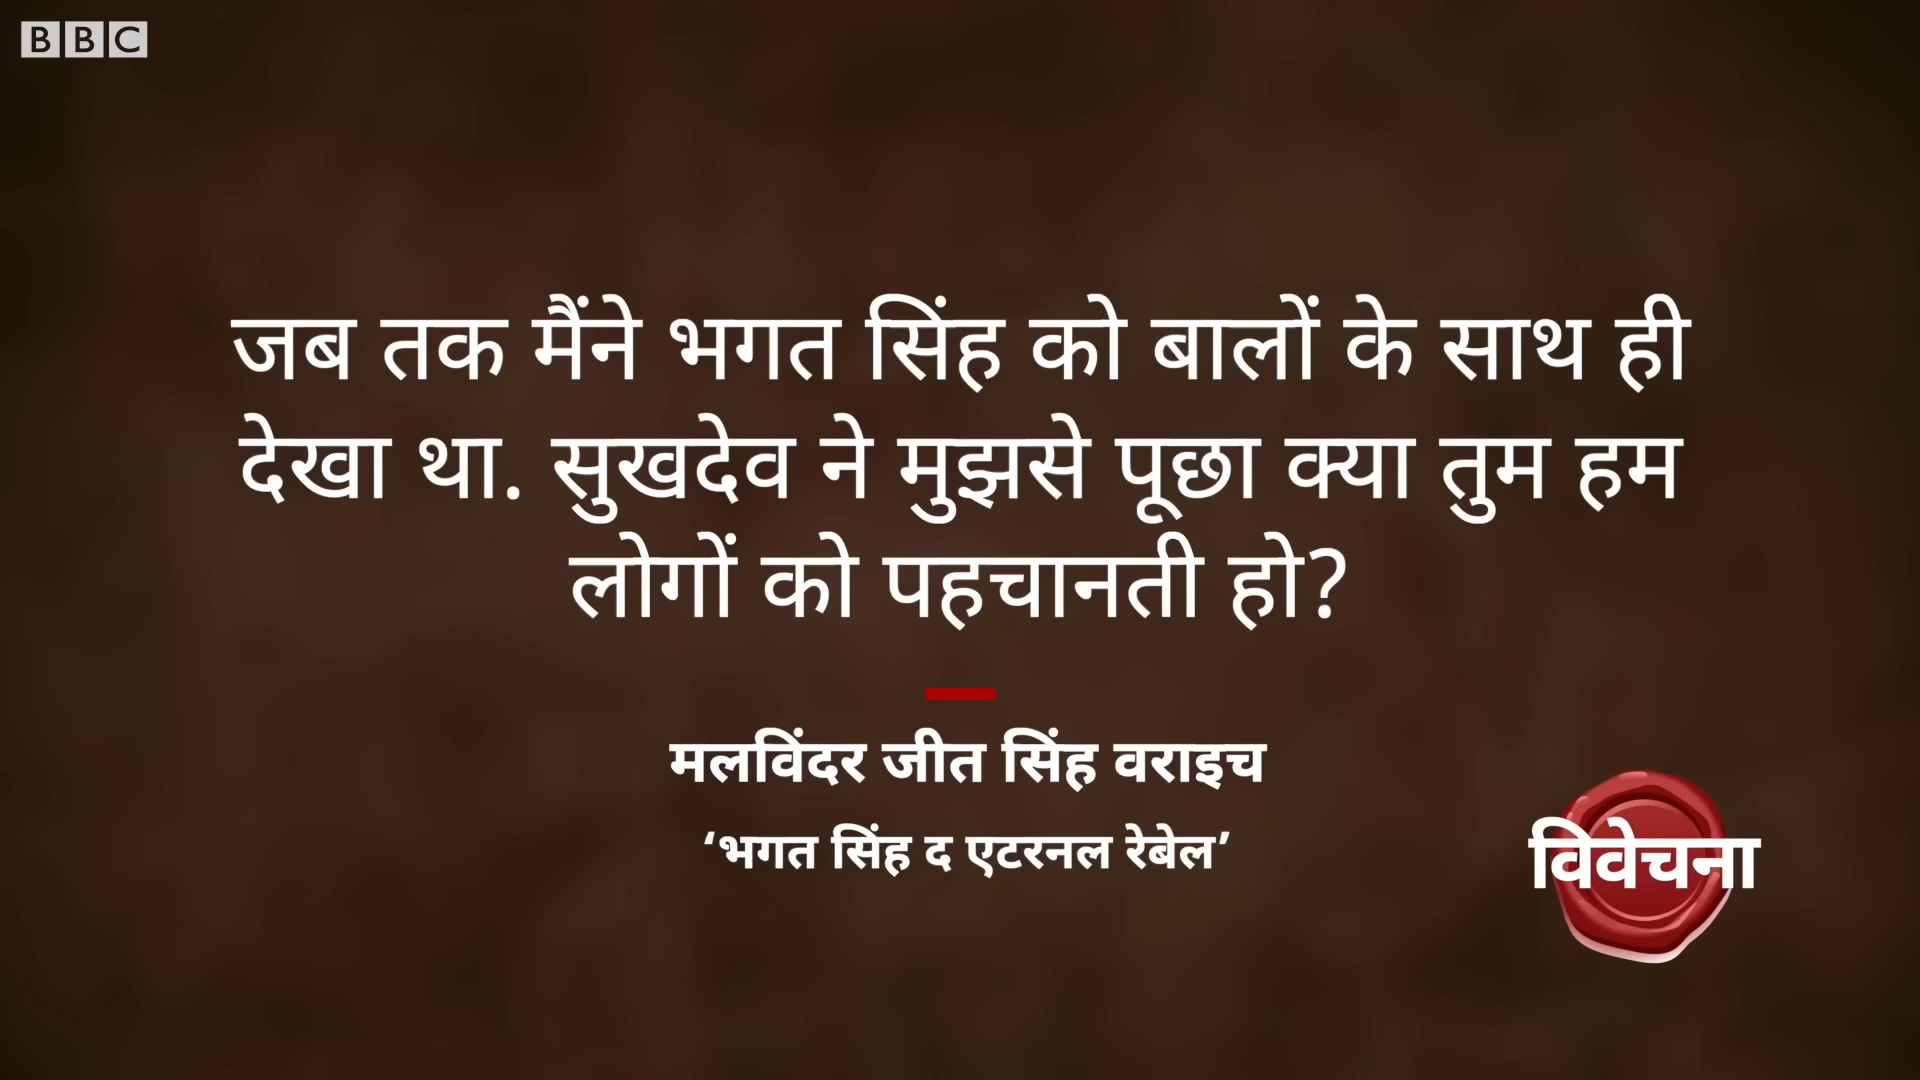 BBC
जब तक मैंने भगत सिंह को बालों के साथ ही
देखा था. सुखदेव ने मुझसे पूछा क्या तुम हम
लोगों को पहचानती हो?
मलविंदर जीत सिंह वराइच
‘भगत सिंह द एटरनल रेबेल’
विवेचना